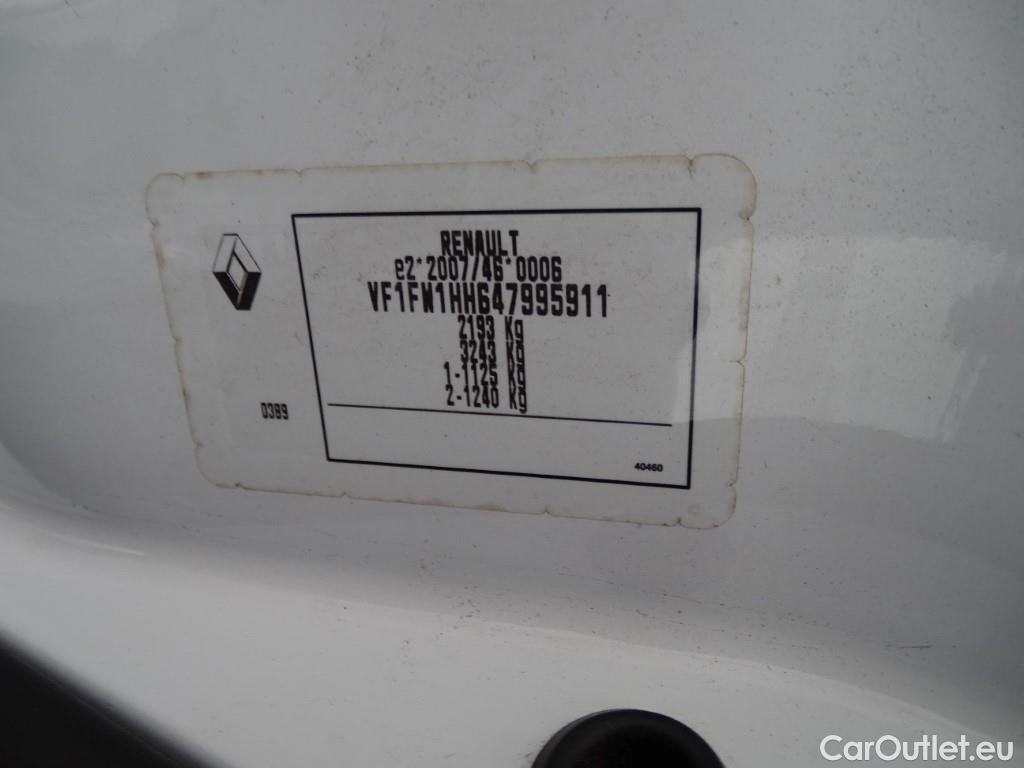 RENAULT
e2*2007/46*0006
VF1FW1HH647995911
2193 Kg
3243 Kg
1-1125 Kg
2-1240 Kg
0389
40460
CarOutlet.eu